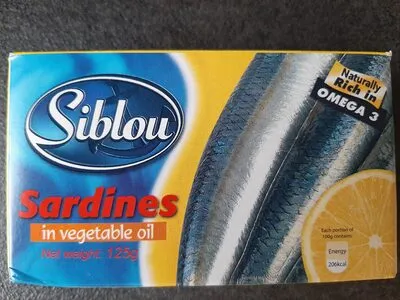 Siblou
Sardines
in vegetable oil
Net weight: 125g
Naturally
Rich in
OMEGA 3
Each portion of
100g contains:
Energy
206kcal